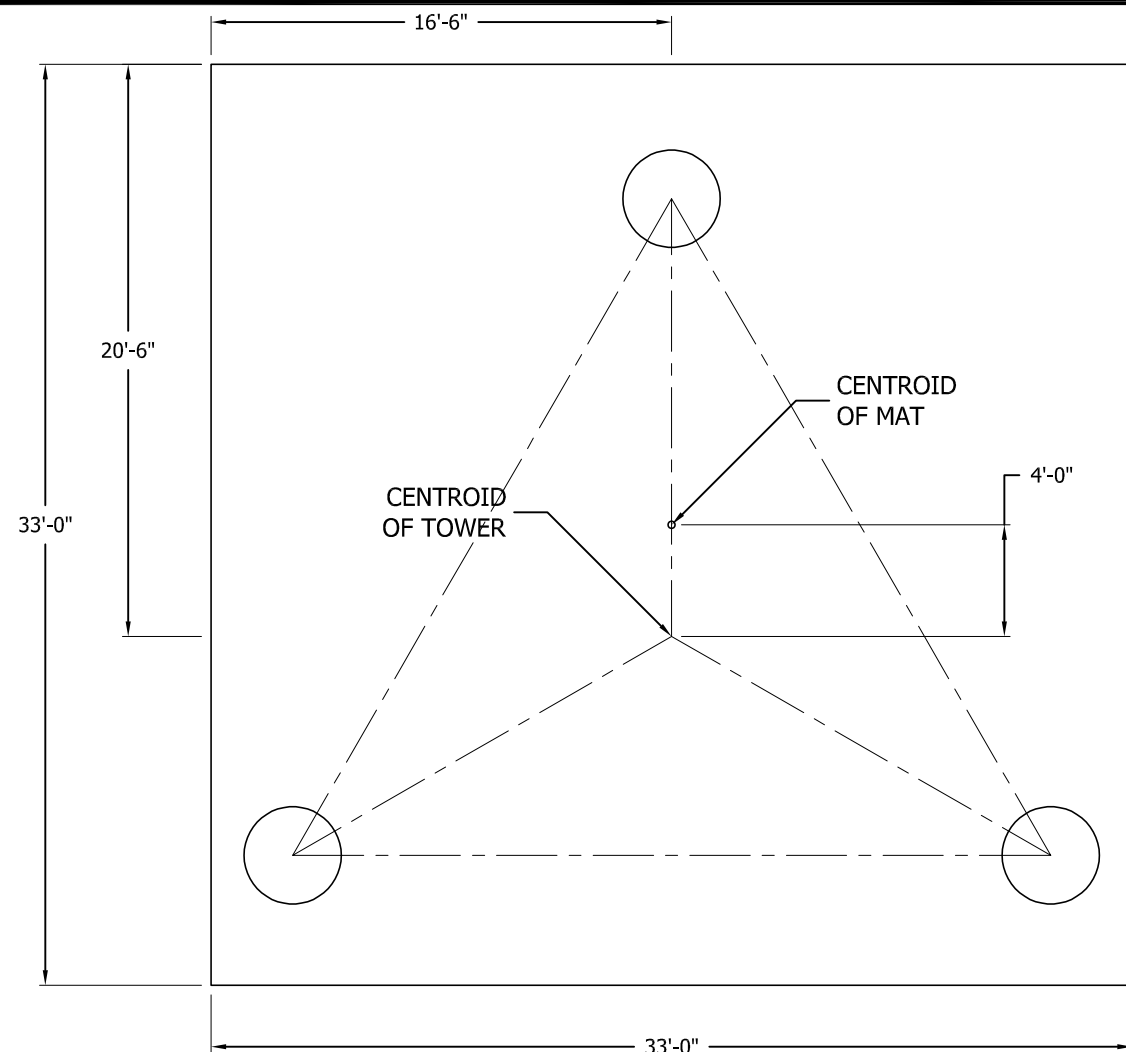 16'-6"
20'-6"
CENTROID
OF MAT
4'-0"
CENTROID
OF TOWER
33'-0"
33'-0"